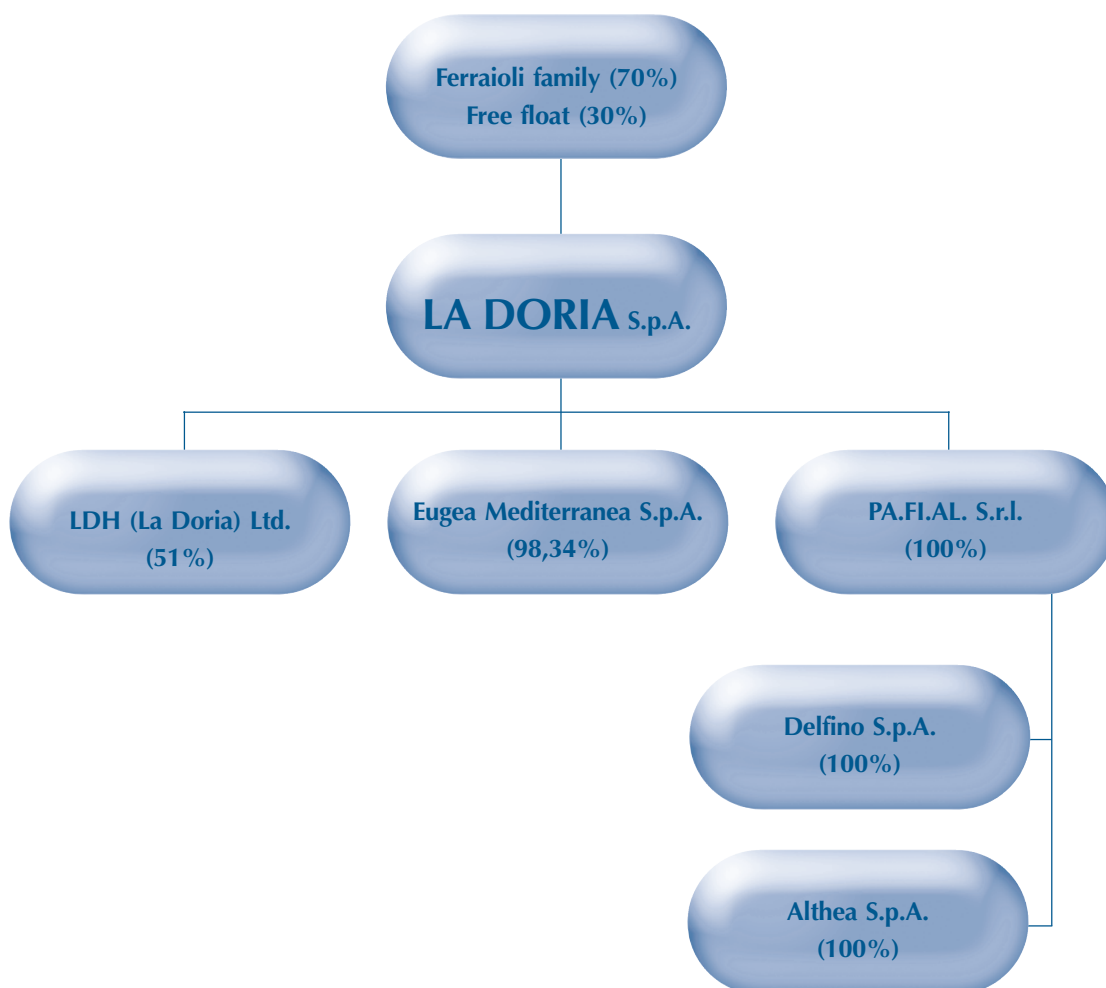 Ferraioli family (70%)
Free float (30%)
LA DORIA S.p.A.
LDH (La Doria) Ltd.
(51%)
Eugea Mediterranea S.p.A.
(98,34%)
PA.FI.AL. S.r.l.
(100%)
Delfino S.p.A.
(100%)
Althea S.p.A.
(100%)